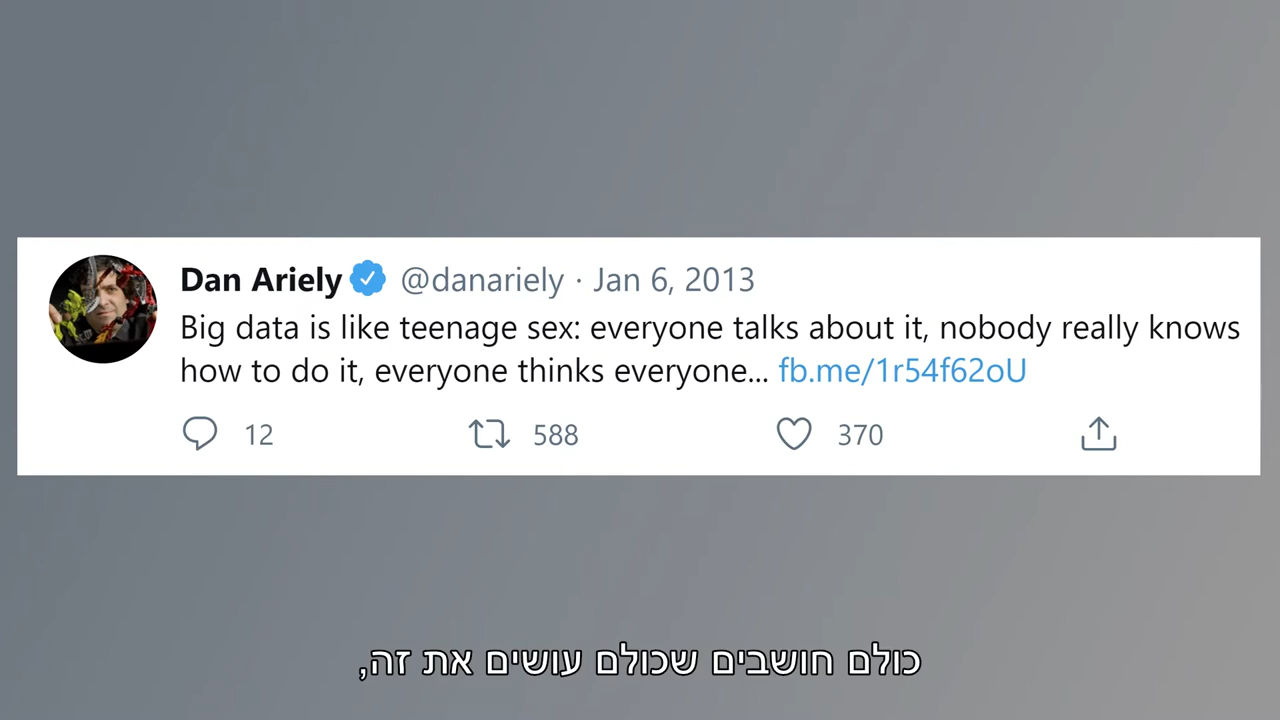 Dan Ariely @danariely · Jan 6, 2013
Big data is like teenage sex: everyone talks about it, nobody really knows
how to do it, everyone thinks everyone... fb.me/1r54f62oU
12 588 370
כולם חושבים שכולם עושים את זה,